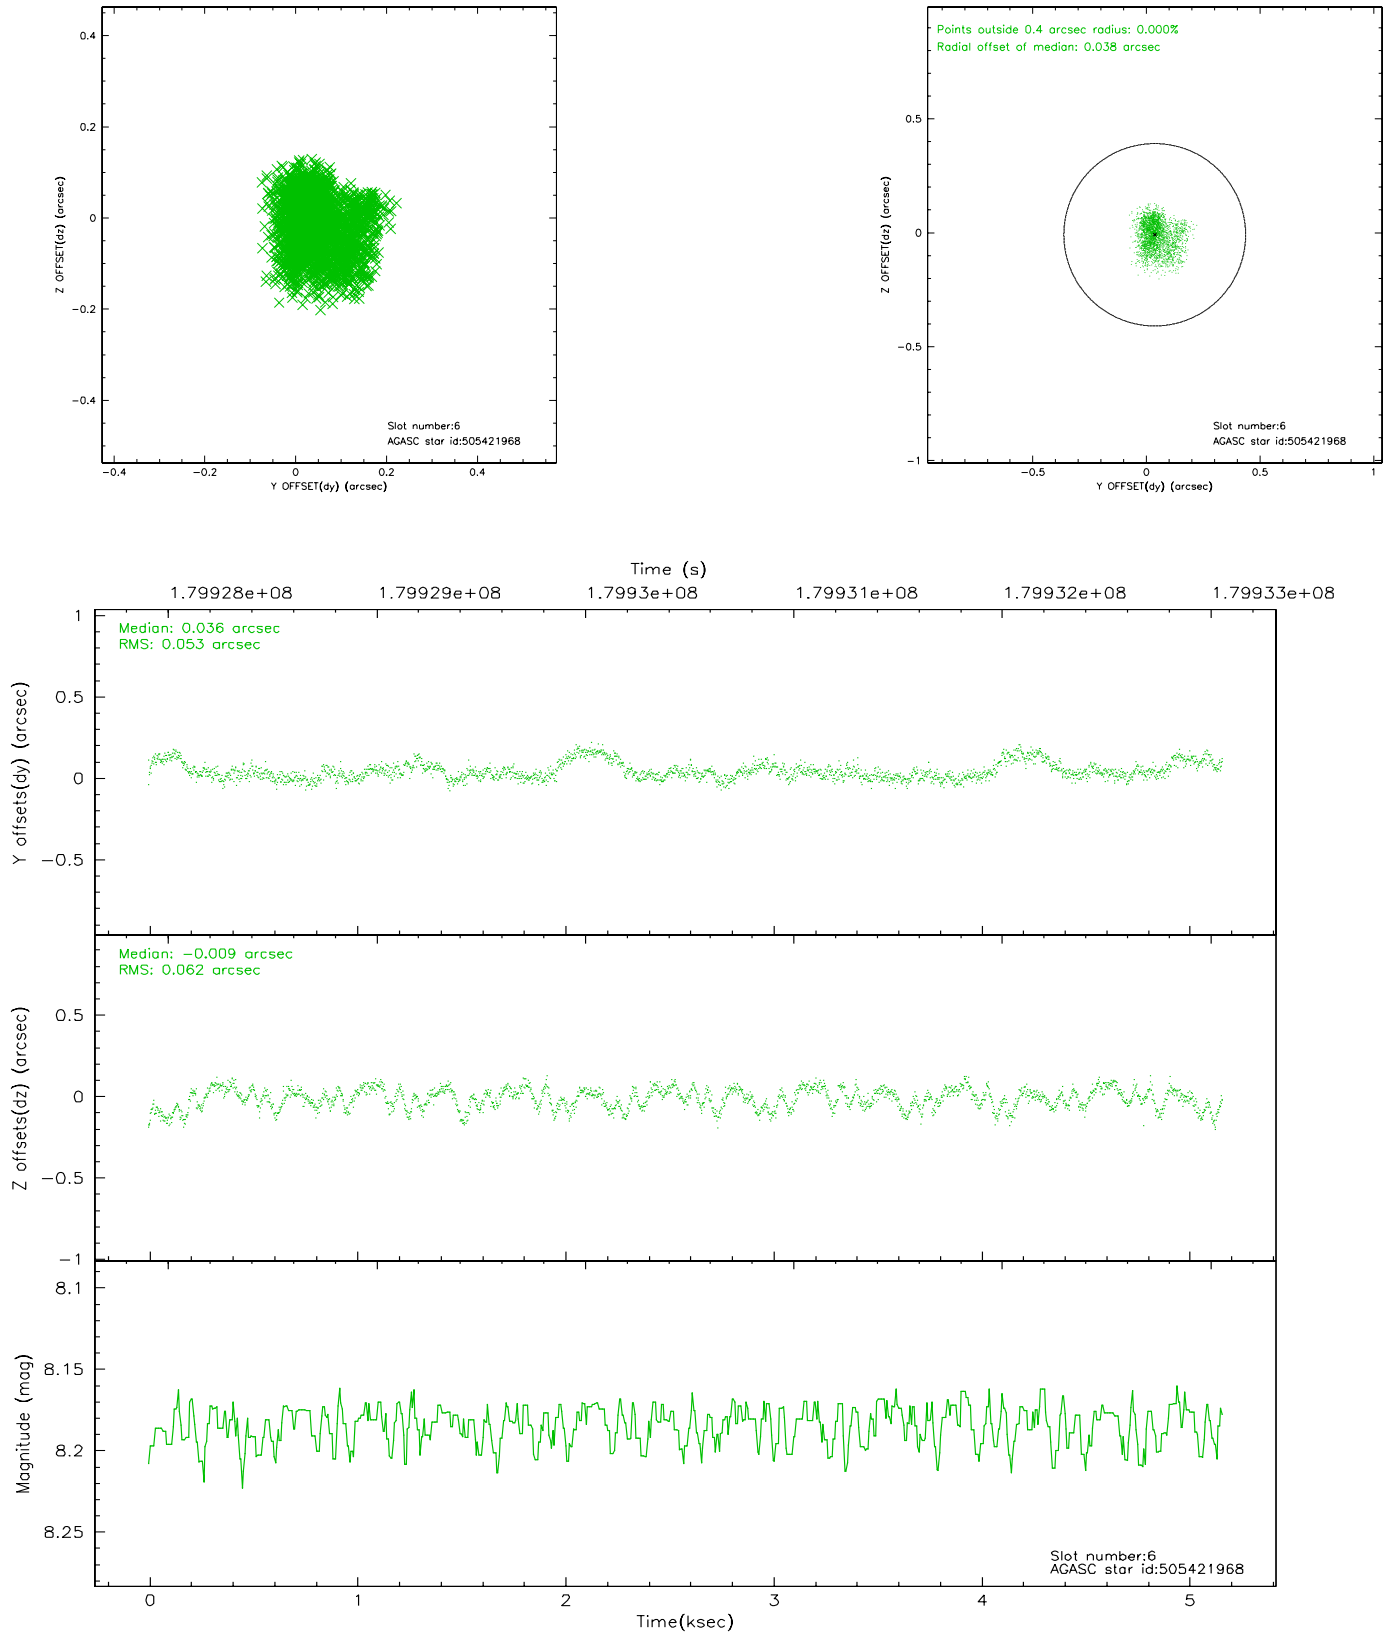 0.4
0.2
0
−0.2
−0.4
Z OFFSET(dz) (arcsec)
Slot number:6
AGASC star id:505421968
−0.4 −0.2 0 0.2 0.4
Y OFFSET(dy) (arcsec)
Points outside 0.4 arcsec radius: 0.000%
Radial offset of median: 0.038 arcsec
0.5
0
−0.5
−1
Z OFFSET(dz) (arcsec)
Slot number:6
AGASC star id:505421968
−0.5 0 0.5 1
Y OFFSET(dy) (arcsec)
Time (s)
1.79928e+08 1.79929e+08 1.7993e+08 1.79931e+08 1.79932e+08 1.79933e+08
Median: 0.036 arcsec
RMS: 0.053 arcsec
1
0.5
0
−0.5
Y offsets(dy) (arcsec)
Median: −0.009 arcsec
RMS: 0.062 arcsec
0.5
0
−0.5
−1
Z offsets(dz) (arcsec)
8.1
8.15
8.2
8.25
Magnitude (mag)
Slot number:6
AGASC star id:505421968
0 1 2 3 4 5
Time(ksec)